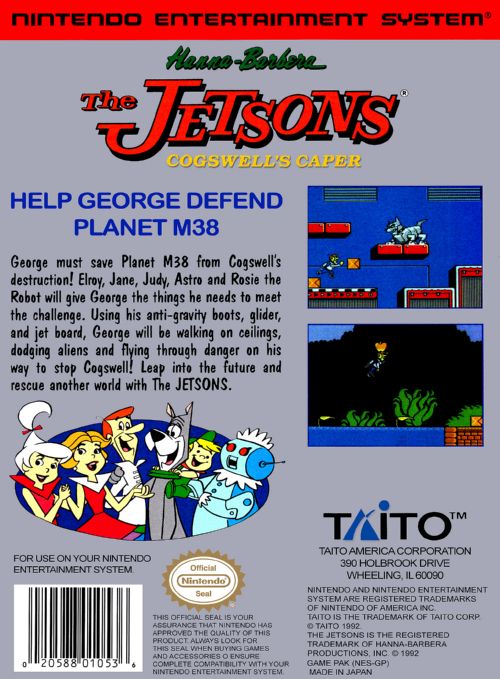 NINTENDO ENTERTAINMENT SYSTEM®
Hanna-Barbera
The JETSONS®
COGSWELL'S CAPER
HELP GEORGE DEFEND
PLANET M38
George must save Planet M38 from Cogswell's
destruction! Elroy, Jane, Judy, Astro and Rosie the
Robot will give George the things he needs to meet
the challenge. Using his anti-gravity boots, glider,
and jet board, George will be walking on ceilings,
dodging aliens and flying through danger on his
way to stop Cogswell! Leap into the future and
rescue another world with The JETSONS.
TAITO™
TAITO AMERICA CORPORATION
390 HOLBROOK DRIVE
WHEELING, IL 60090
FOR USE ON YOUR NINTENDO
ENTERTAINMENT SYSTEM.
Official
Nintendo®
Seal
THIS OFFICIAL SEAL IS YOUR
ASSURANCE THAT NINTENDO HAS
APPROVED THE QUALITY OF THIS
PRODUCT. ALWAYS LOOK FOR
THIS SEAL WHEN BUYING GAMES
AND ACCESSORIES O ENSURE
COMPLETE COMPATIBILITY WITH YOUR
NINTENDO ENTERTAINMENT SYSTEM.
NINTENDO AND NINTENDO ENTERTAINMENT
SYSTEM ARE REGISTERED TRADEMARKS
OF NINTENDO OF AMERICA INC.
TAITO IS THE TRADEMARK OF TAITO CORP.
© TAITO 1992.
THE JETSONS IS THE REGISTERED
TRADEMARK OF HANNA-BARBERA
PRODUCTIONS, INC. © 1992
GAME PAK (NES-GP)
MADE IN JAPAN
0 20588 01053 6